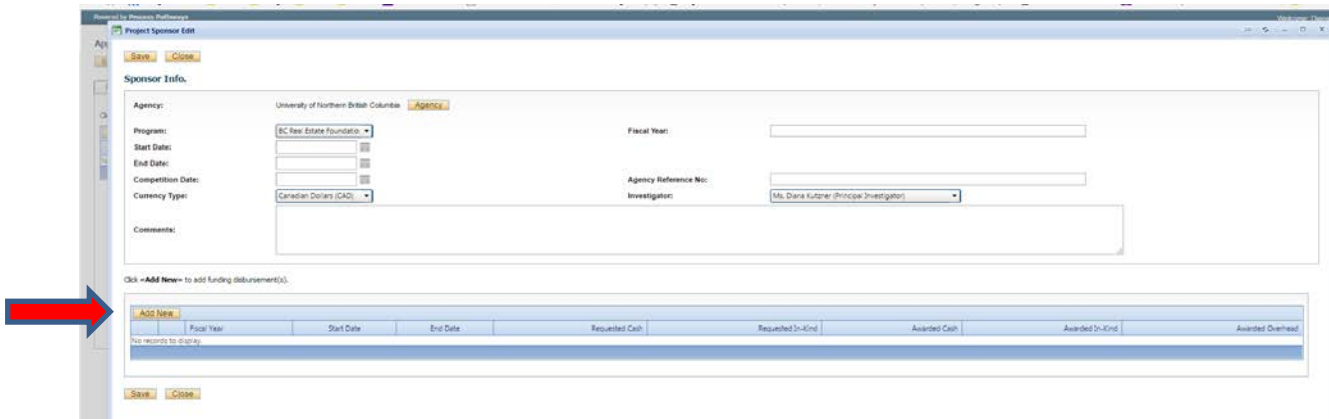 Powered by Process Pathways
Project Sponsor Edit
Save Close
Sponsor Info.
Agency: University of Northern British Columbia Agency
Program: BC Real Estate Foundatio Fiscal Year:
Start Date:
End Date:
Competition Date: Agency Reference No:
Currency Type: Canadian Dollars (CAD) Investigator: Ms. Diana Kutzner (Principal Investigator)
Comments:
Click =Add New= to add funding disbursement(s).
Add New
Fiscal Year Start Date End Date Requested Cash Requested In-Kind Awarded Cash Awarded In-Kind Awarded Overhead
No records to display.
Save Close